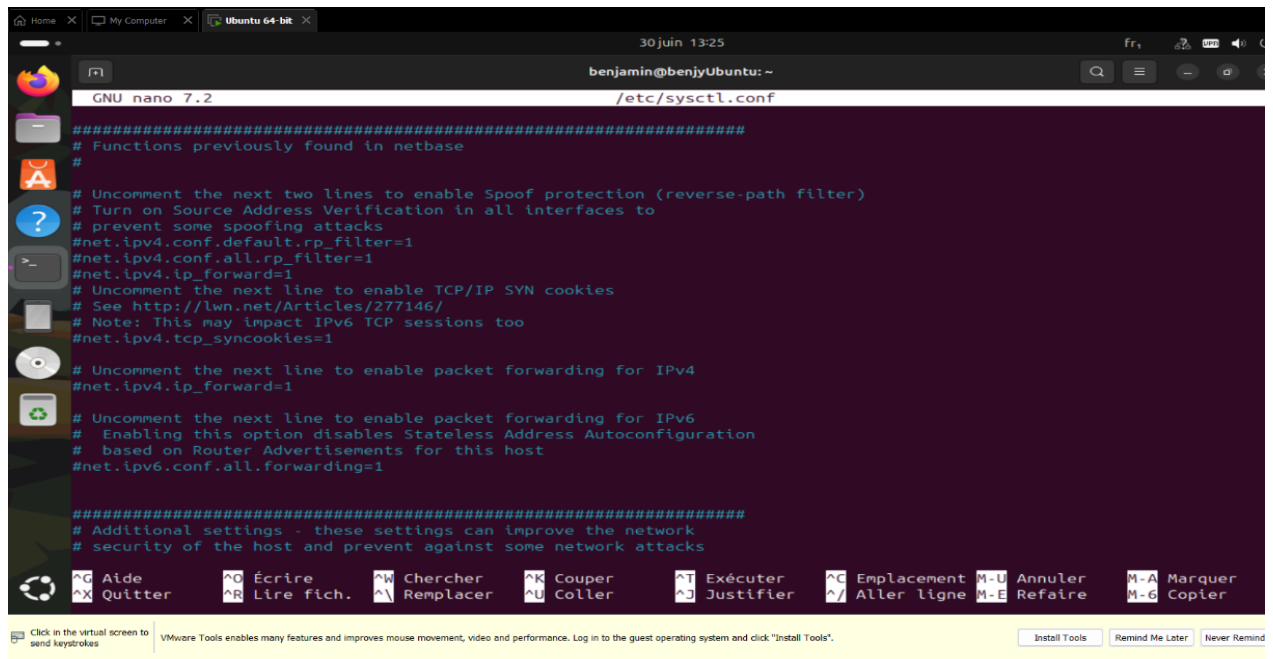 Home
My Computer
Ubuntu 64-bit
30 juin 13:25
fr₁
VPN
benjamin@benjyUbuntu: ~
GNU nano 7.2 /etc/sysctl.conf
###################################################################
# Functions previously found in netbase
#
# Uncomment the next two lines to enable Spoof protection (reverse-path filter)
# Turn on Source Address Verification in all interfaces to
# prevent some spoofing attacks
#net.ipv4.conf.default.rp_filter=1
#net.ipv4.conf.all.rp_filter=1
#net.ipv4.ip_forward=1
# Uncomment the next line to enable TCP/IP SYN cookies
# See http://lwn.net/Articles/277146/
# Note: This may impact IPv6 TCP sessions too
#net.ipv4.tcp_syncookies=1
# Uncomment the next line to enable packet forwarding for IPv4
#net.ipv4.ip_forward=1
# Uncomment the next line to enable packet forwarding for IPv6
#  Enabling this option disables Stateless Address Autoconfiguration
#  based on Router Advertisements for this host
#net.ipv6.conf.all.forwarding=1
###################################################################
# Additional settings - these settings can improve the network
# security of the host and prevent against some network attacks
^G Aide ^O Écrire ^W Chercher ^K Couper ^T Exécuter ^C Emplacement M-U Annuler M-A Marquer
^X Quitter ^R Lire fich. ^\ Remplacer ^U Coller ^J Justifier ^/ Aller ligne M-E Refaire M-6 Copier
Click in the virtual screen to
send keystrokes
VMware Tools enables many features and improves mouse movement, video and performance. Log in to the guest operating system and click "Install Tools".
Install Tools
Remind Me Later
Never Remind